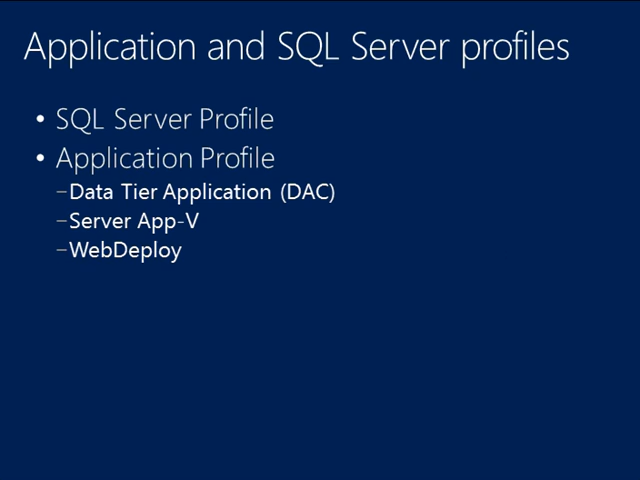 Application and SQL Server profiles
• SQL Server Profile
• Application Profile
–Data Tier Application (DAC)
–Server App-V
–WebDeploy